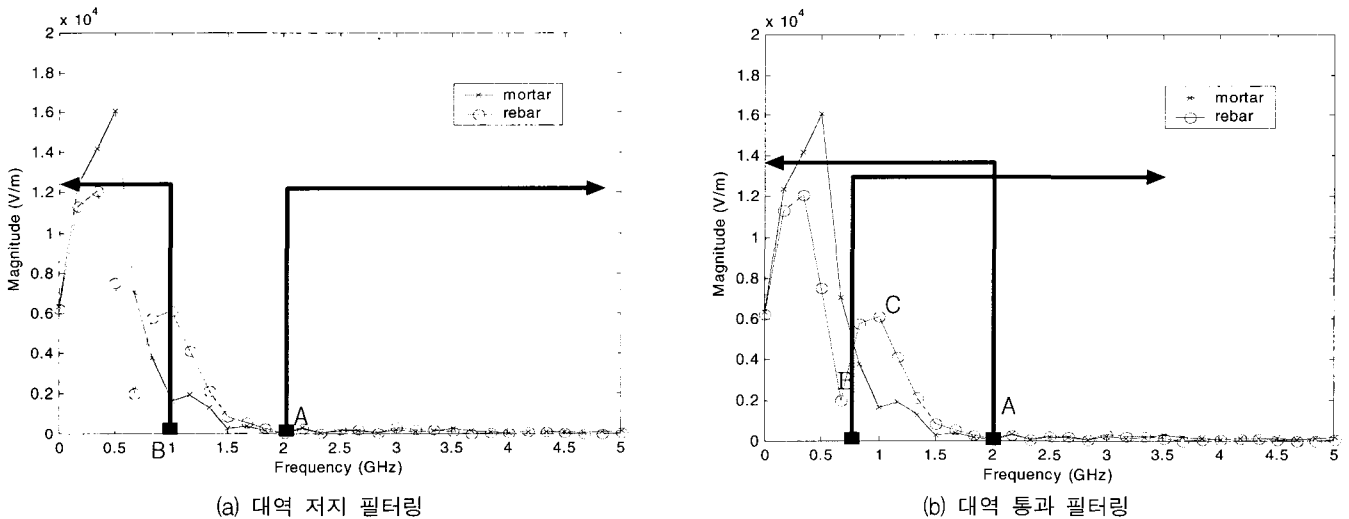 x 10⁴
2
1.8
1.6
1.4
1.2
1
0.8
0.6
0.4
0.2
0
Magnitude (V/m)
mortar
rebar
B
A
0 0.5 1 1.5 2 2.5 3 3.5 4 4.5 5
Frequency (GHz)
(a) 대역 저지 필터링
x 10⁴
2
1.8
1.6
1.4
1.2
1
0.8
0.6
0.4
0.2
0
Magnitude (V/m)
mortar
rebar
C
A
0 0.5 1 1.5 2 2.5 3 3.5 4 4.5 5
Frequency (GHz)
(b) 대역 통과 필터링